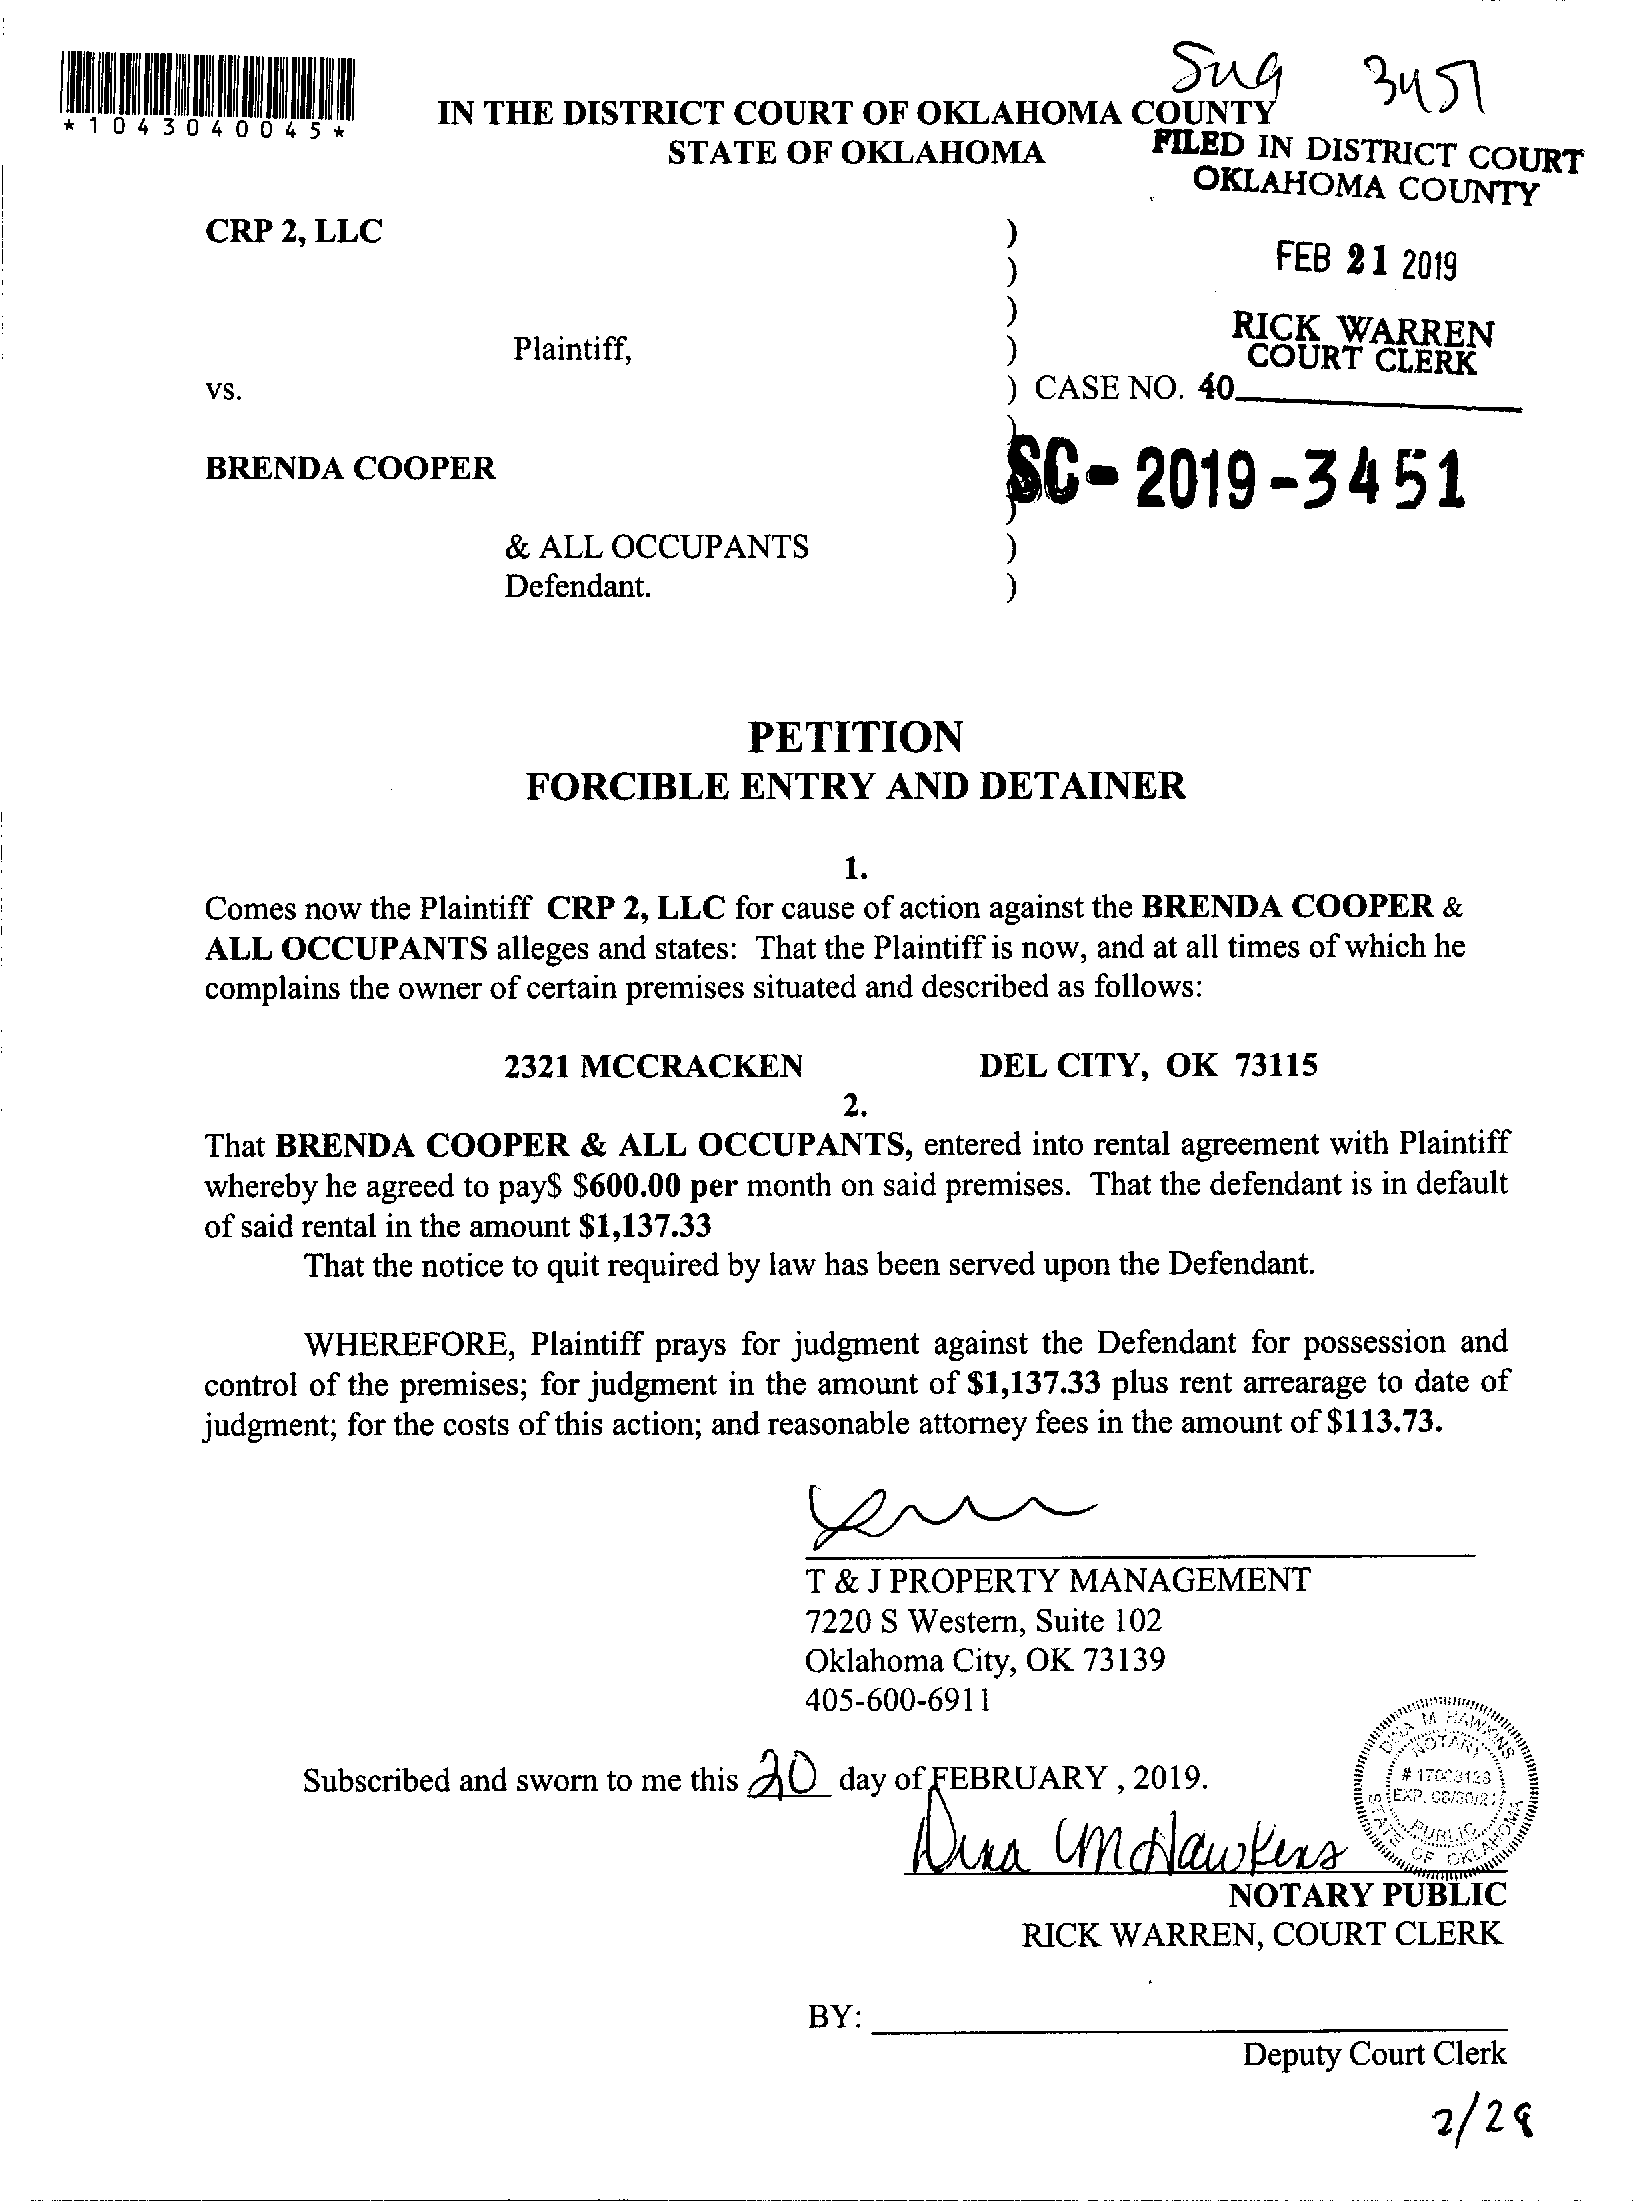 Sug 3451
*1043040045*
IN THE DISTRICT COURT OF OKLAHOMA COUNTY
STATE OF OKLAHOMA
FILED IN DISTRICT COURT
OKLAHOMA COUNTY
CRP 2, LLC )
)
FEB 21 2019
)
RICK WARREN
COURT CLERK
Plaintiff, )
vs. ) CASE NO. 40
)
BRENDA COOPER )
SC-2019-3451
)
& ALL OCCUPANTS )
Defendant. )
PETITION
FORCIBLE ENTRY AND DETAINER
1.
Comes now the Plaintiff CRP 2, LLC for cause of action against the BRENDA COOPER &
ALL OCCUPANTS alleges and states: That the Plaintiff is now, and at all times of which he
complains the owner of certain premises situated and described as follows:
2321 MCCRACKEN DEL CITY, OK 73115
2.
That BRENDA COOPER & ALL OCCUPANTS, entered into rental agreement with Plaintiff
whereby he agreed to pay$ $600.00 per month on said premises. That the defendant is in default
of said rental in the amount $1,137.33
That the notice to quit required by law has been served upon the Defendant.
WHEREFORE, Plaintiff prays for judgment against the Defendant for possession and
control of the premises; for judgment in the amount of $1,137.33 plus rent arrearage to date of
judgment; for the costs of this action; and reasonable attorney fees in the amount of $113.73.
T & J PROPERTY MANAGEMENT
7220 S Western, Suite 102
Oklahoma City, OK 73139
405-600-6911
Subscribed and sworn to me this 20 day of FEBRUARY , 2019.
Dina M Hawkins
DINA M HAWKINS
NOTARY
PUBLIC
STATE OF OKLAHOMA
NOTARY PUBLIC
RICK WARREN, COURT CLERK
BY:
Deputy Court Clerk
2/28